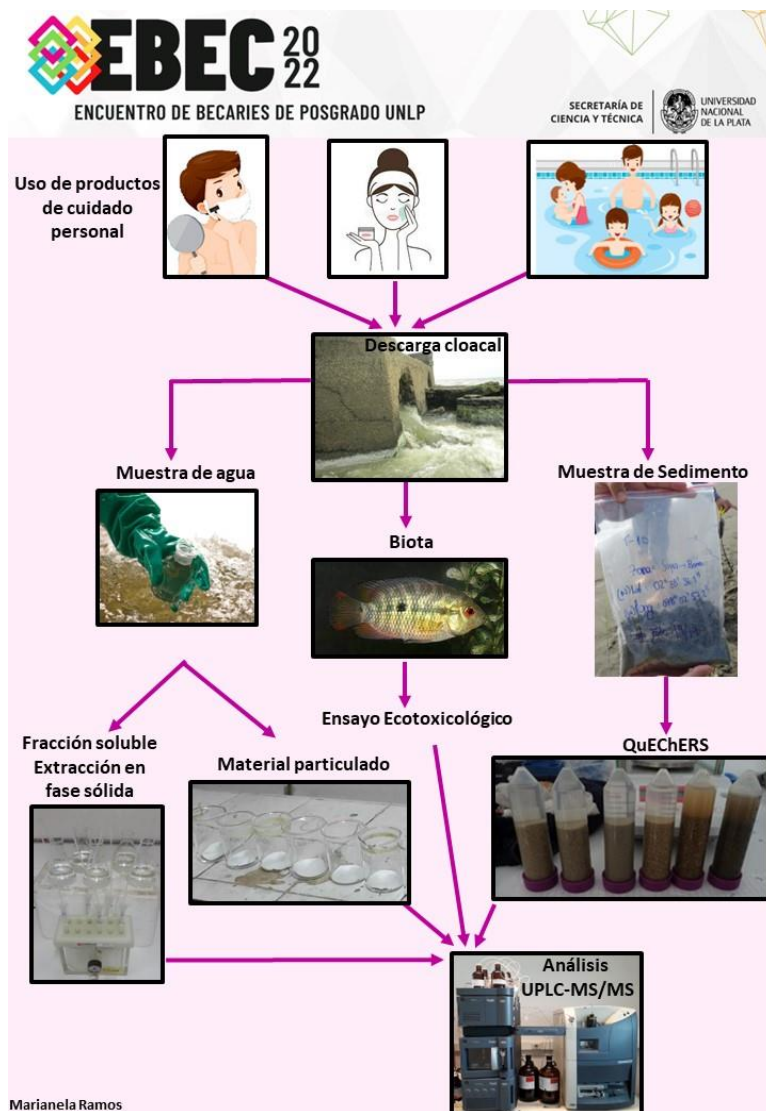 EBEC 20
22
ENCUENTRO DE BECARIES DE POSGRADO UNLP
SECRETARÍA DE
CIENCIA Y TÉCNICA
UNIVERSIDAD
NACIONAL
DE LA PLATA
Uso de productos
de cuidado
personal
Descarga cloacal
Muestra de agua
Muestra de Sedimento
Biota
Ensayo Ecotoxicológico
QuEChERS
Fracción soluble
Extracción en
fase sólida
Material particulado
Análisis
UPLC-MS/MS
Marianela Ramos